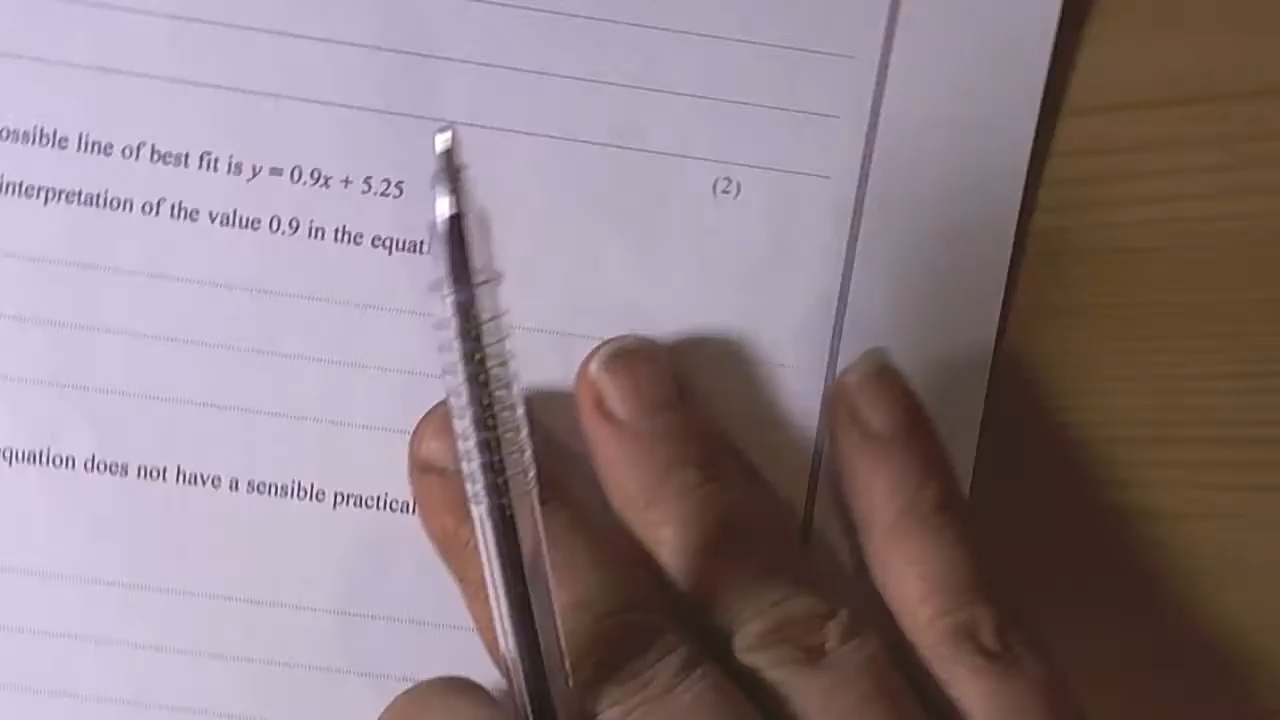 ossible line of best fit is y = 0.9x + 5.25
(2)
interpretation of the value 0.9 in the equat
quation does not have a sensible practical